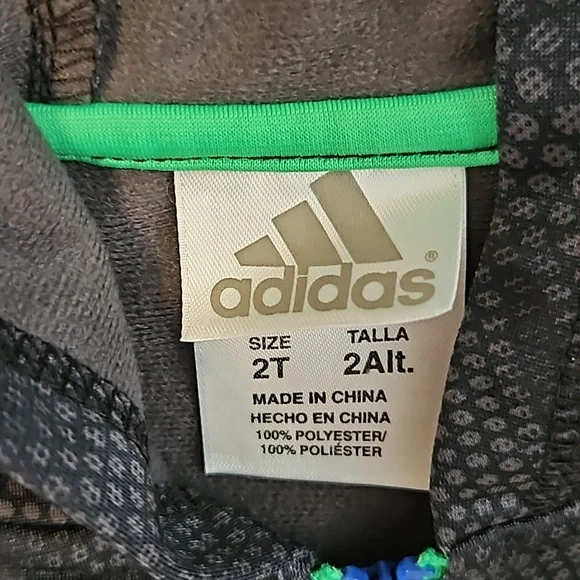 adidas®
SIZE TALLA
2T 2Alt.
MADE IN CHINA
HECHO EN CHINA
100% POLYESTER/
100% POLIÉSTER